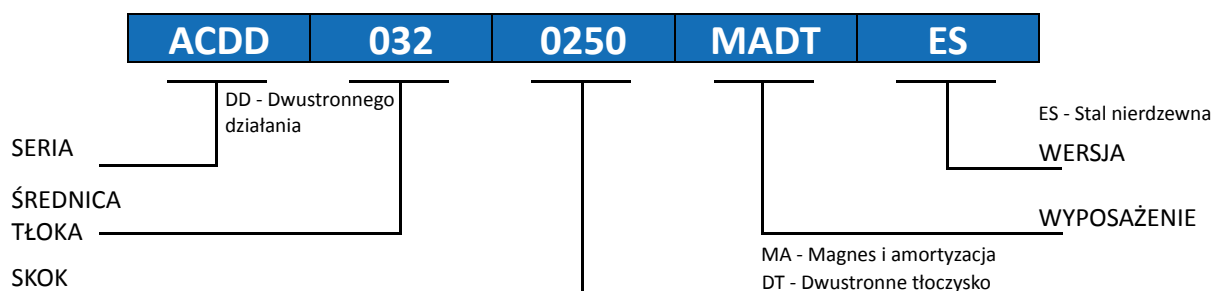 ACDD 032 0250 MADT ES
DD - Dwustronnego
działania
ES - Stal nierdzewna
SERIA
WERSJA
ŚREDNICA
TŁOKA
WYPOSAŻENIE
MA - Magnes i amortyzacja
DT - Dwustronne tłoczysko
SKOK